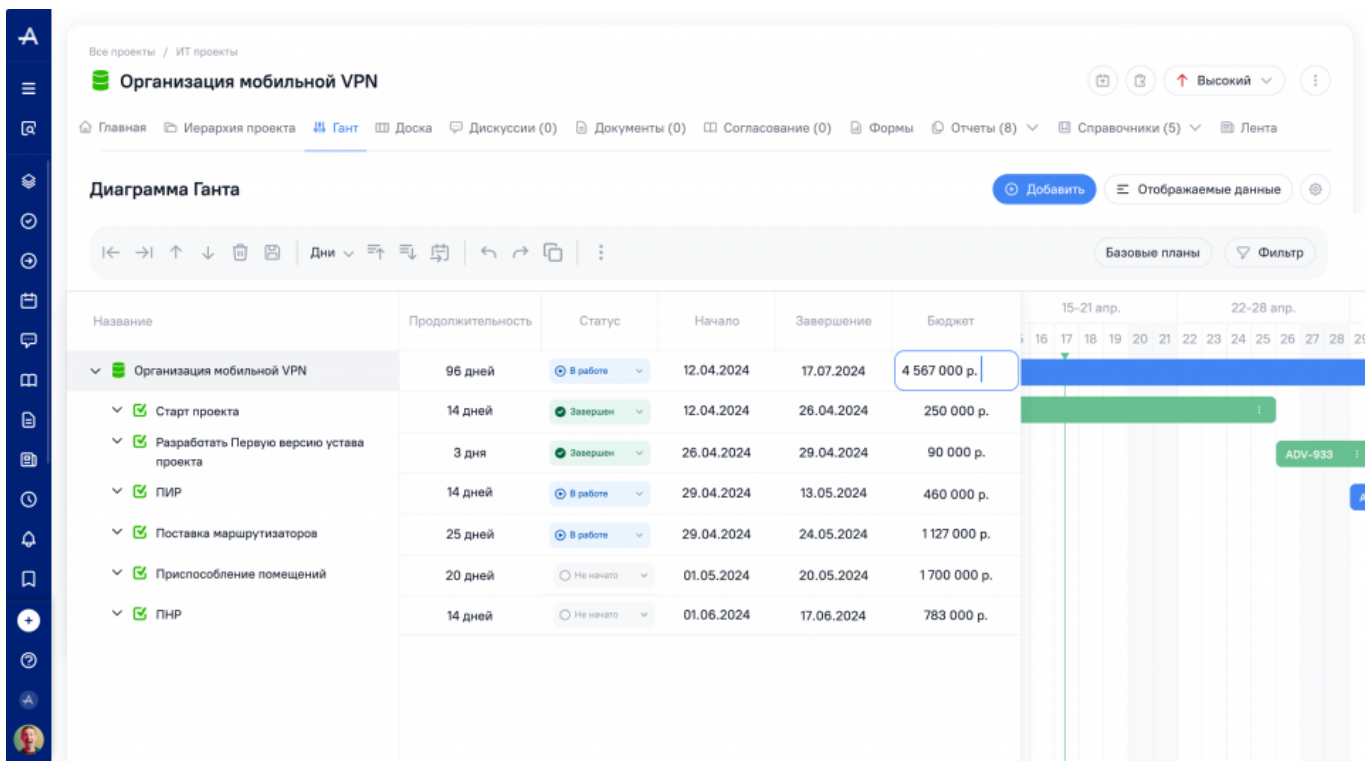 Все проекты / ИТ проекты
Организация мобильной VPN
Высокий
Главная Иерархия проекта Гант Доска Дискуссии (0) Документы (0) Согласование (0) Формы Отчеты (8) Справочники (5) Лента
Диаграмма Ганта
Добавить Отображаемые данные
Дни Базовые планы Фильтр
Название Продолжительность Статус Начало Завершение Бюджет
15-21 апр. 22-28 апр.
16 17 18 19 20 21 22 23 24 25 26 27 28 29
Организация мобильной VPN 96 дней В работе 12.04.2024 17.07.2024 4 567 000 р.
Старт проекта 14 дней Завершен 12.04.2024 26.04.2024 250 000 р.
Разработать Первую версию устава
проекта 3 дня Завершен 26.04.2024 29.04.2024 90 000 р. ADV-933
ПИР 14 дней В работе 29.04.2024 13.05.2024 460 000 р.
Поставка маршрутизаторов 25 дней В работе 29.04.2024 24.05.2024 1 127 000 р.
Приспособление помещений 20 дней Не начато 01.05.2024 20.05.2024 1 700 000 р.
ПНР 14 дней Не начато 01.06.2024 17.06.2024 783 000 р.